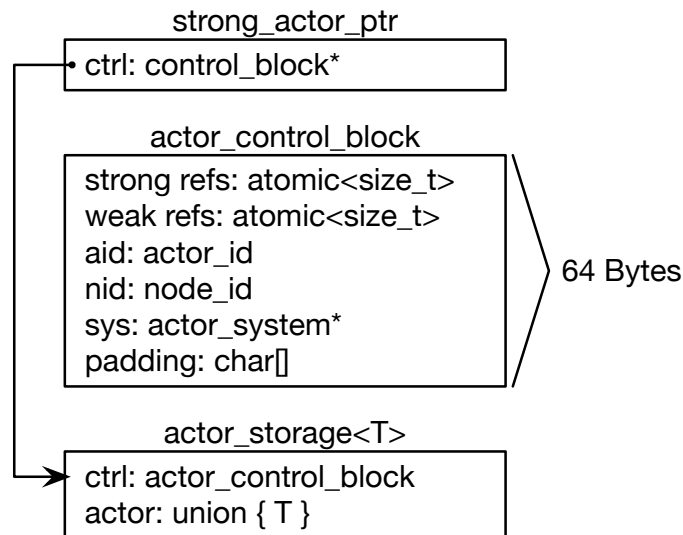 strong_actor_ptr
ctrl: control_block*
actor_control_block
strong refs: atomic<size_t>
weak refs: atomic<size_t>
aid: actor_id
nid: node_id
sys: actor_system*
padding: char[]
64 Bytes
actor_storage<T>
ctrl: actor_control_block
actor: union { T }